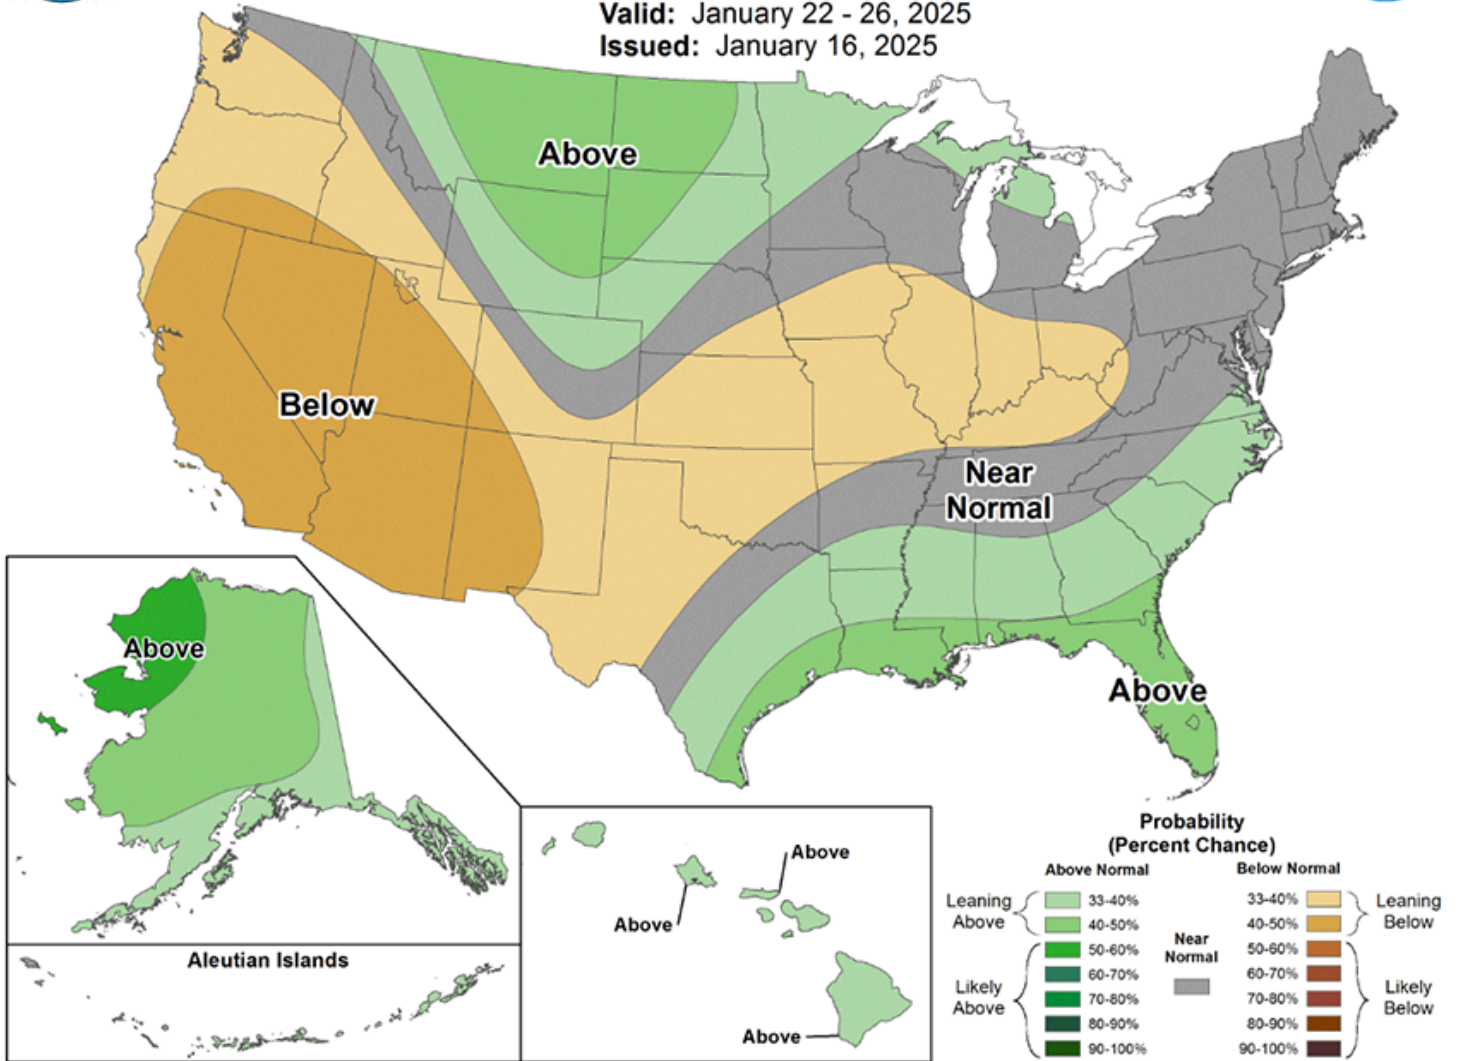 Valid: January 22 - 26, 2025
Issued: January 16, 2025
Above
Below
Near
Normal
Above
Above
Above
Above
Above
Aleutian Islands
Probability
(Percent Chance)
Above Normal
Below Normal
Leaning
Above
33-40%
40-50%
Likely
Above
50-60%
60-70%
70-80%
80-90%
90-100%
Near
Normal
33-40%
40-50%
Leaning
Below
50-60%
60-70%
70-80%
80-90%
90-100%
Likely
Below